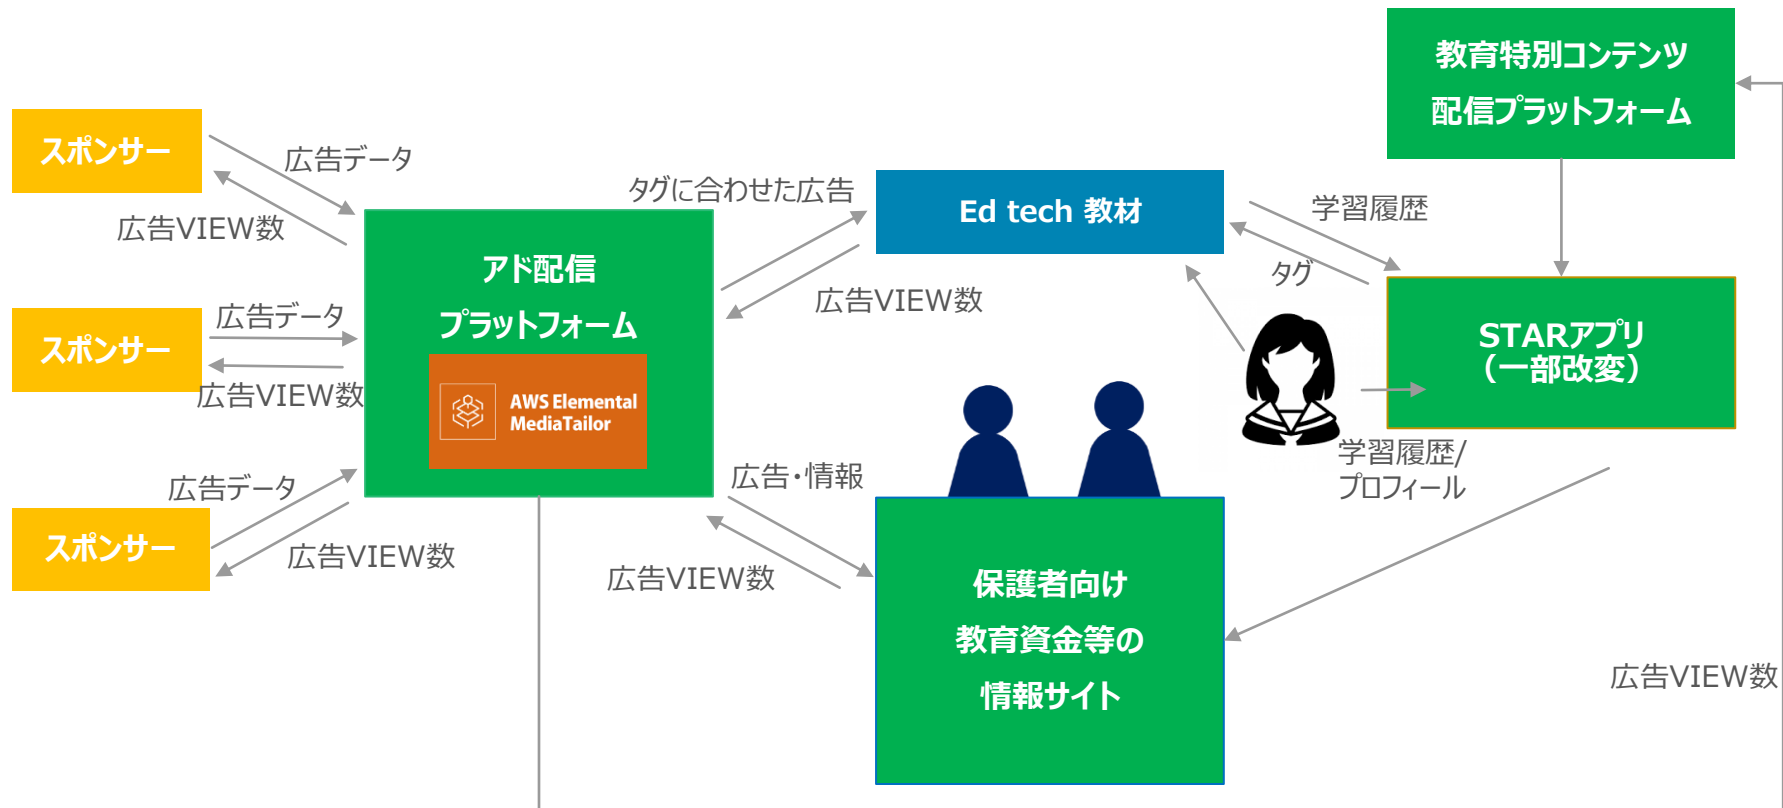 教育特別コンテンツ
配信プラットフォーム
スポンサー
広告データ
広告VIEW数
タグに合わせた広告
Ed tech 教材
学習履歴
タグ
広告VIEW数
アド配信
プラットフォーム
AWS Elemental
MediaTailor
スポンサー
広告データ
広告VIEW数
STARアプリ
(一部改変)
学習履歴/
プロフィール
スポンサー
広告データ
広告VIEW数
広告・情報
広告VIEW数
保護者向け
教育資金等の
情報サイト
広告VIEW数